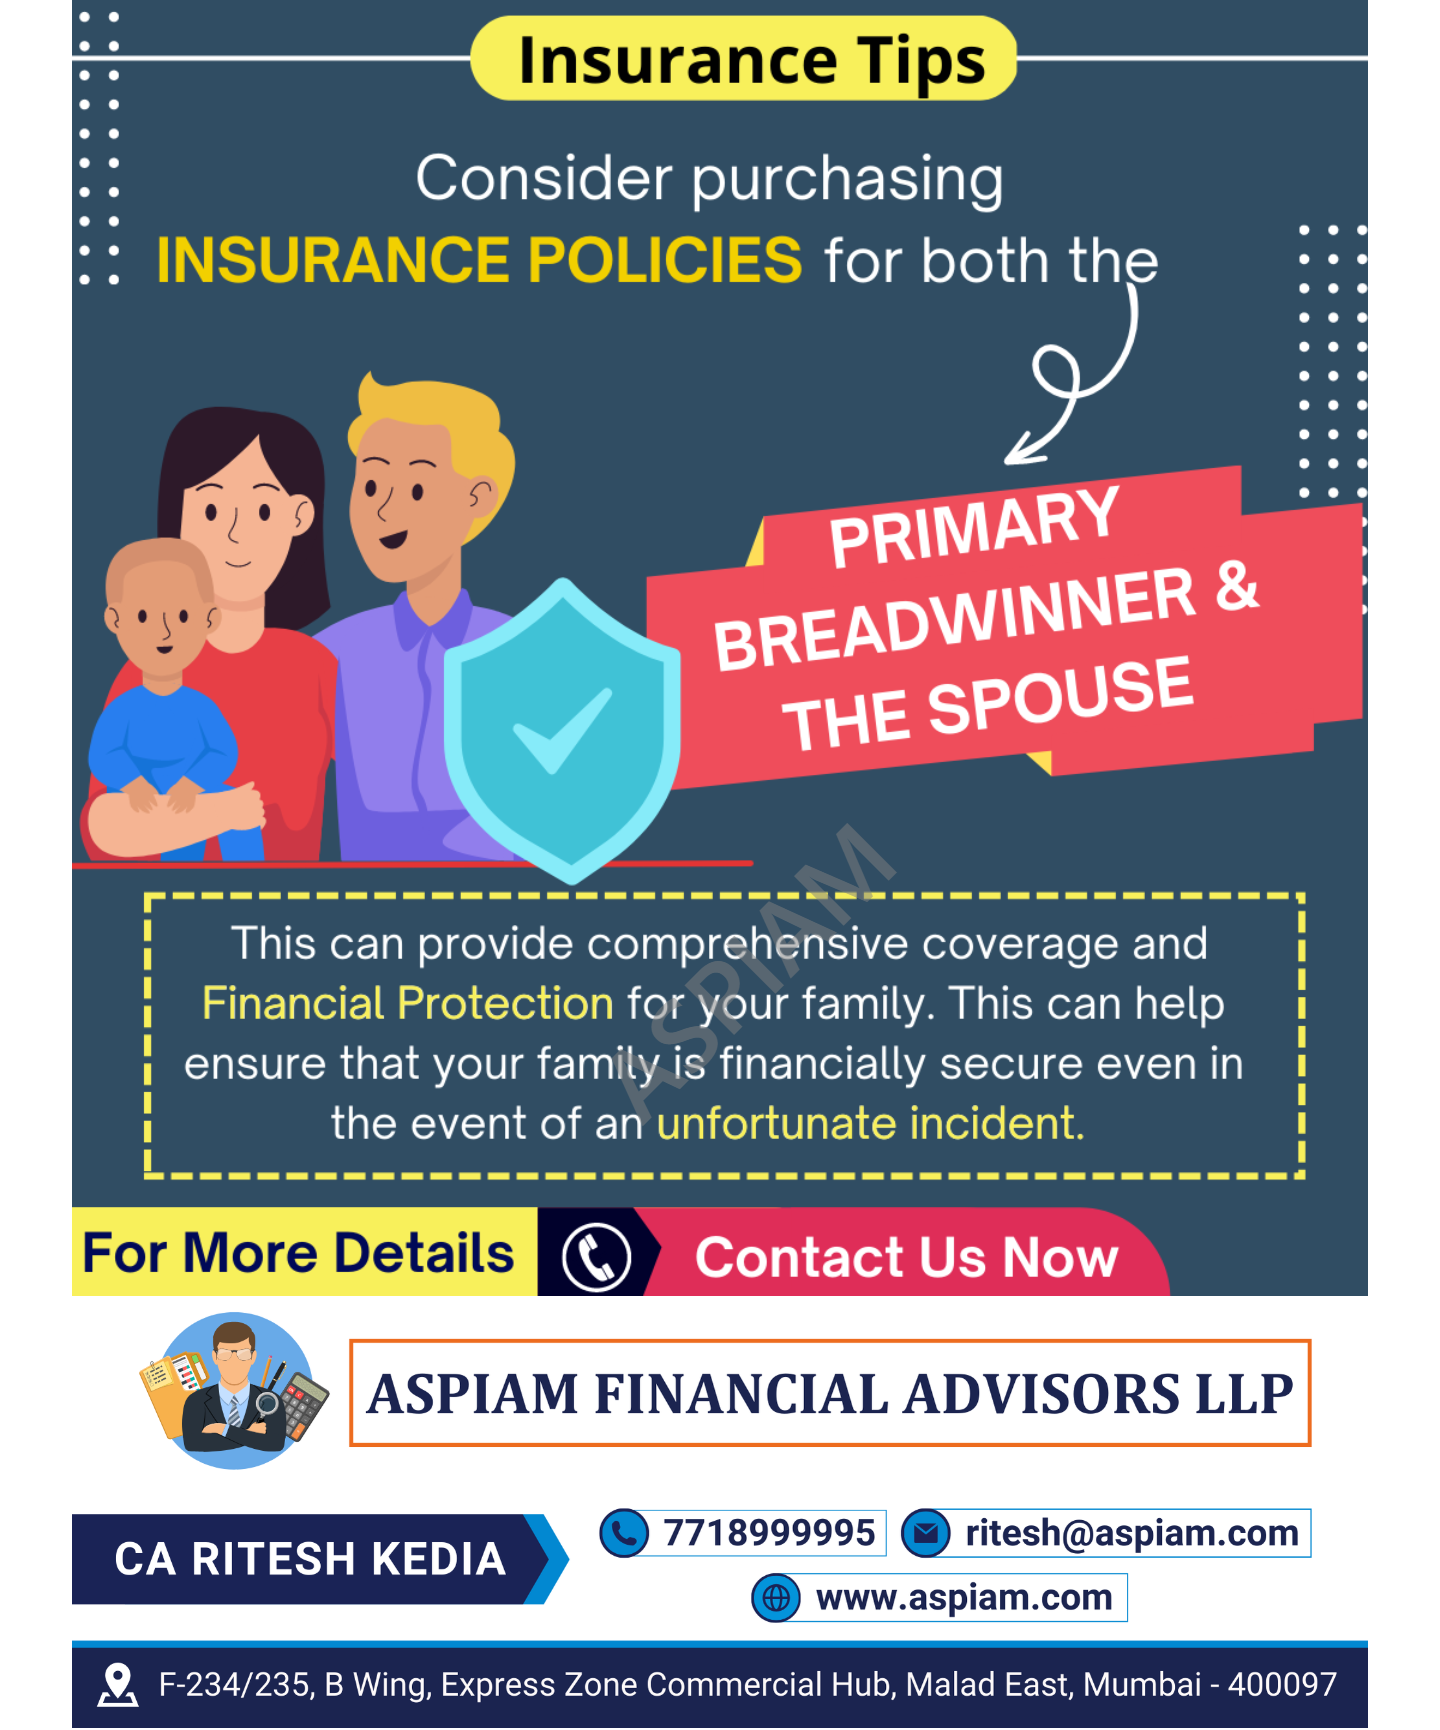 Insurance Tips
Consider purchasing
INSURANCE POLICIES for both the
PRIMARY
BREADWINNER &
THE SPOUSE
This can provide comprehensive coverage and
Financial Protection for your family. This can help
ensure that your family is financially secure even in
the event of an unfortunate incident.
ASPIAM
For More Details
Contact Us Now
ASPIAM FINANCIAL ADVISORS LLP
CA RITESH KEDIA
7718999995
ritesh@aspiam.com
www.aspiam.com
F-234/235, B Wing, Express Zone Commercial Hub, Malad East, Mumbai - 400097